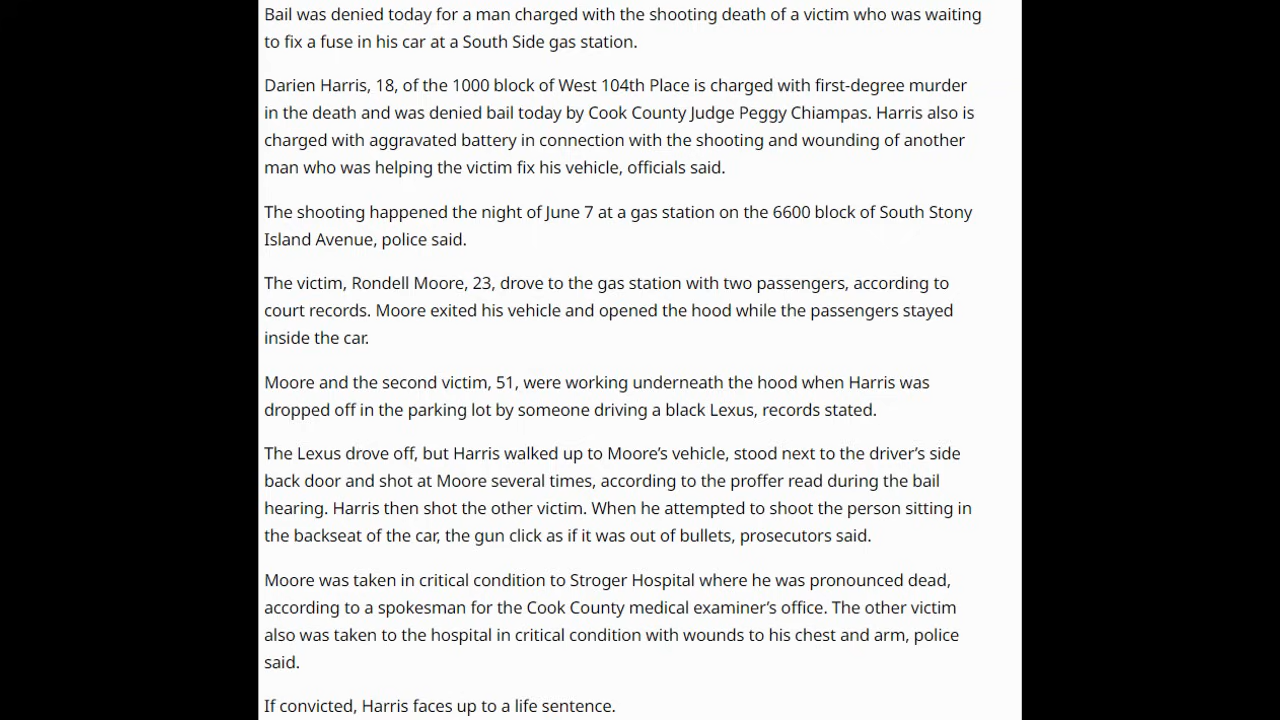 Bail was denied today for a man charged with the shooting death of a victim who was waiting
to fix a fuse in his car at a South Side gas station.
Darien Harris, 18, of the 1000 block of West 104th Place is charged with first-degree murder
in the death and was denied bail today by Cook County Judge Peggy Chiampas. Harris also is
charged with aggravated battery in connection with the shooting and wounding of another
man who was helping the victim fix his vehicle, officials said.
The shooting happened the night of June 7 at a gas station on the 6600 block of South Stony
Island Avenue, police said.
The victim, Rondell Moore, 23, drove to the gas station with two passengers, according to
court records. Moore exited his vehicle and opened the hood while the passengers stayed
inside the car.
Moore and the second victim, 51, were working underneath the hood when Harris was
dropped off in the parking lot by someone driving a black Lexus, records stated.
The Lexus drove off, but Harris walked up to Moore’s vehicle, stood next to the driver’s side
back door and shot at Moore several times, according to the proffer read during the bail
hearing. Harris then shot the other victim. When he attempted to shoot the person sitting in
the backseat of the car, the gun click as if it was out of bullets, prosecutors said.
Moore was taken in critical condition to Stroger Hospital where he was pronounced dead,
according to a spokesman for the Cook County medical examiner’s office. The other victim
also was taken to the hospital in critical condition with wounds to his chest and arm, police
said.
If convicted, Harris faces up to a life sentence.